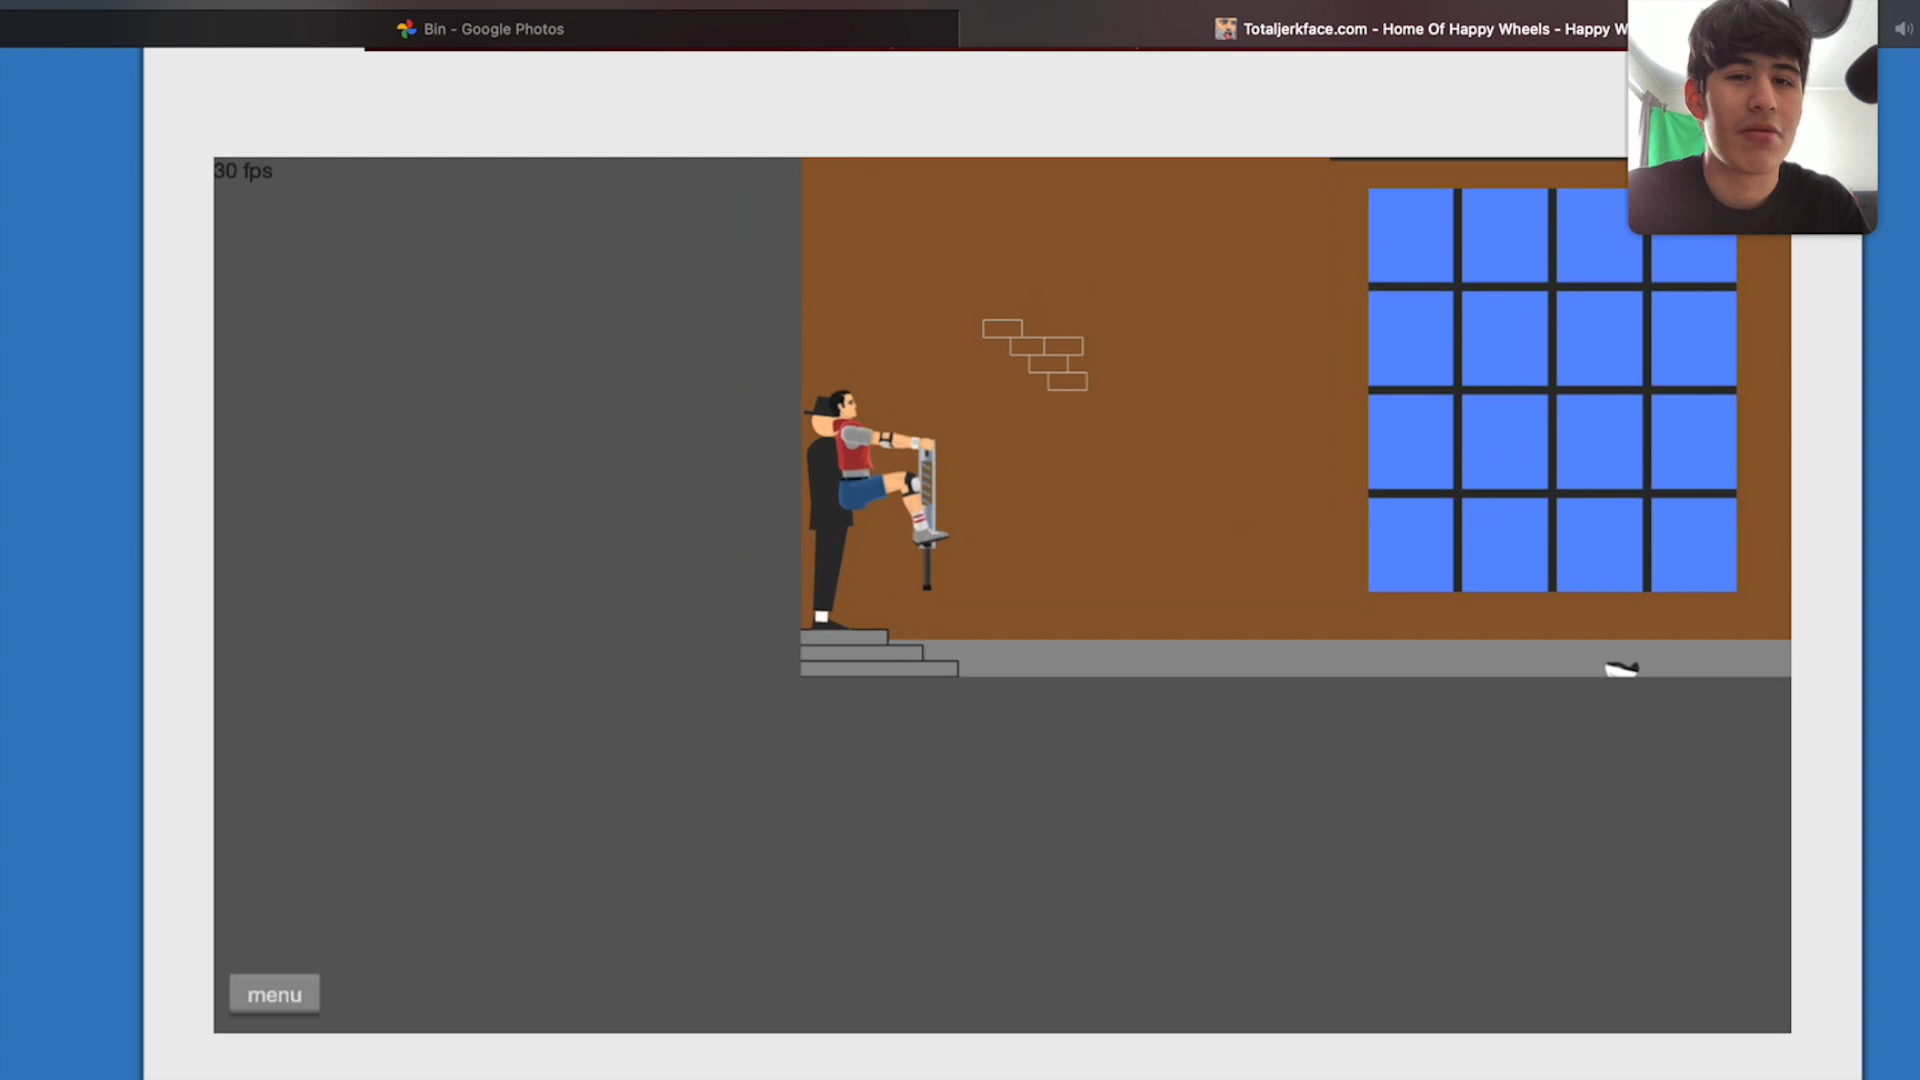 Bin - Google Photos
Totaljerkface.com - Home Of Happy Wheels - Happy W
30 fps
menu